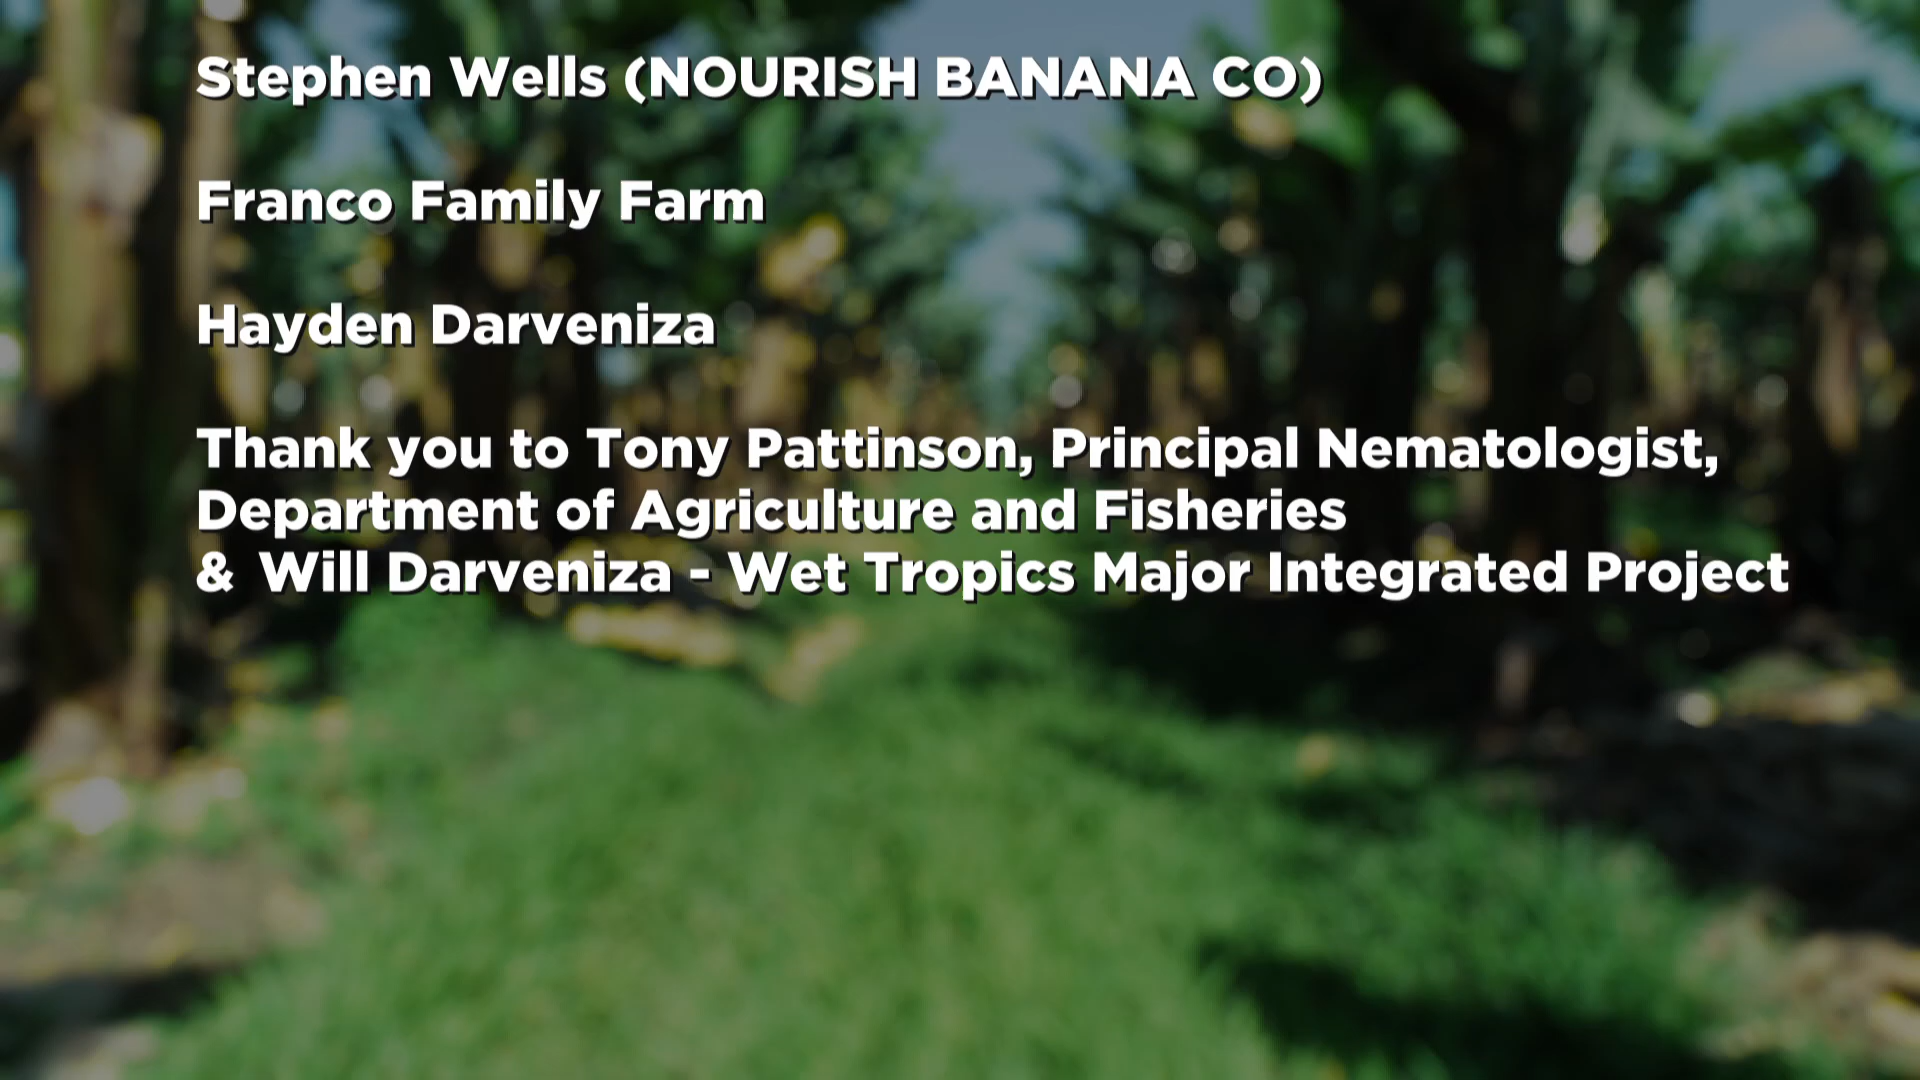 Stephen Wells (NOURISH BANANA CO)
Franco Family Farm
Hayden Darveniza
Thank you to Tony Pattinson, Principal Nematologist,
Department of Agriculture and Fisheries
& Will Darveniza - Wet Tropics Major Integrated Project